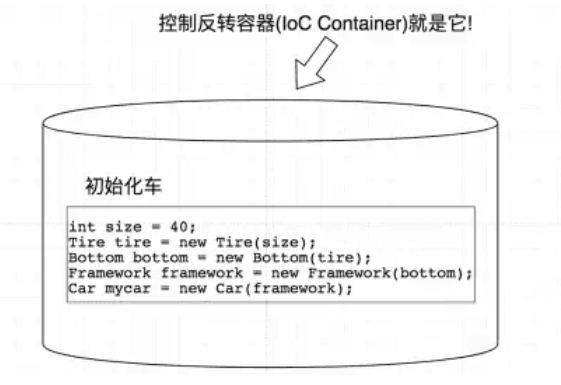 控制反转容器(IoC Container)就是它!
初始化车
int size = 40;
Tire tire = new Tire(size);
Bottom bottom = new Bottom(tire);
Framework framework = new Framework(bottom);
Car mycar = new Car(framework);